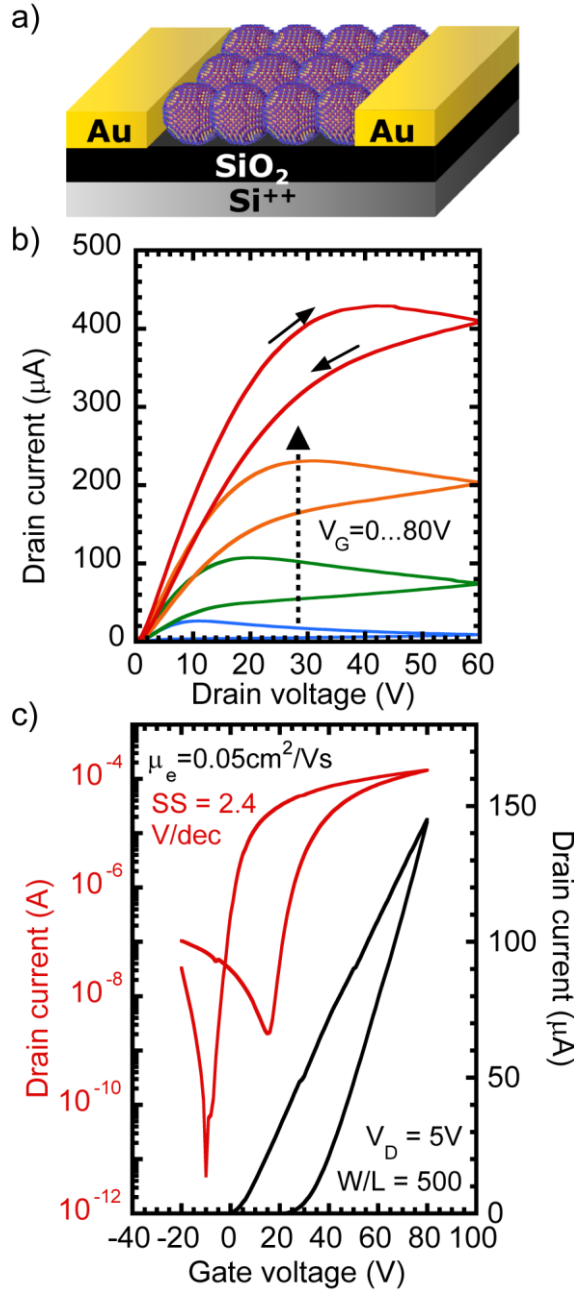 a)
Au
Au
SiO₂
Si⁺⁺
b)
500
400
300
200
100
0
Drain current (μA)
V_G=0...80V
0 10 20 30 40 50 60
Drain voltage (V)
c)
μ_e=0.05cm²/Vs
SS = 2.4
V/dec
10⁻⁴
10⁻⁶
10⁻⁸
10⁻¹⁰
10⁻¹²
Drain current (A)
150
100
50
0
Drain current (μA)
V_D = 5V
W/L = 500
-40 -20 0 20 40 60 80 100
Gate voltage (V)